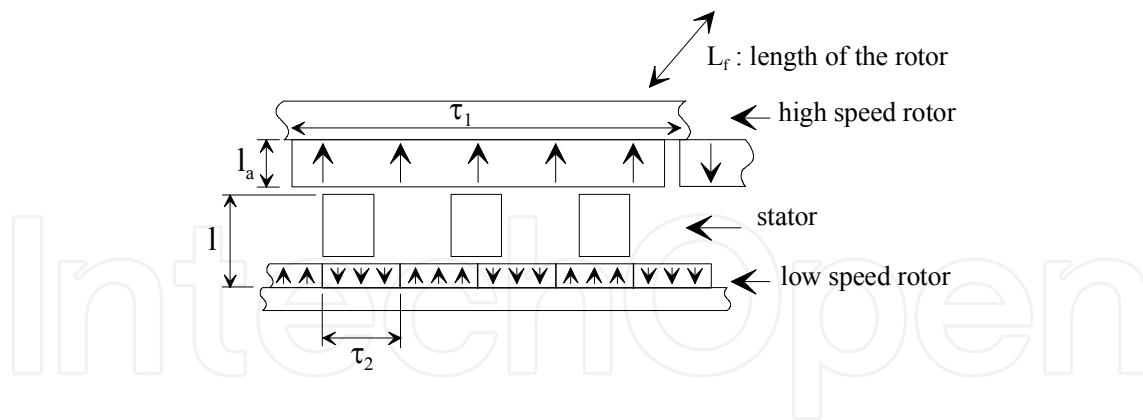 L_f : length of the rotor
τ_1
high speed rotor
l_a
stator
l
low speed rotor
τ_2
IntechOpen